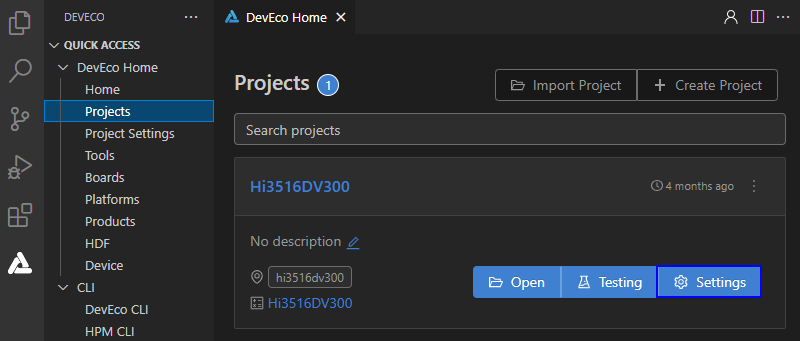 DEVECO
QUICK ACCESS
DevEco Home
Home
Projects
Project Settings
Tools
Boards
Platforms
Products
HDF
Device
CLI
DevEco CLI
HPM CLI
DevEco Home
Projects 1
Import Project
Create Project
Search projects
Hi3516DV300
4 months ago
No description
hi3516dv300
Hi3516DV300
Open
Testing
Settings